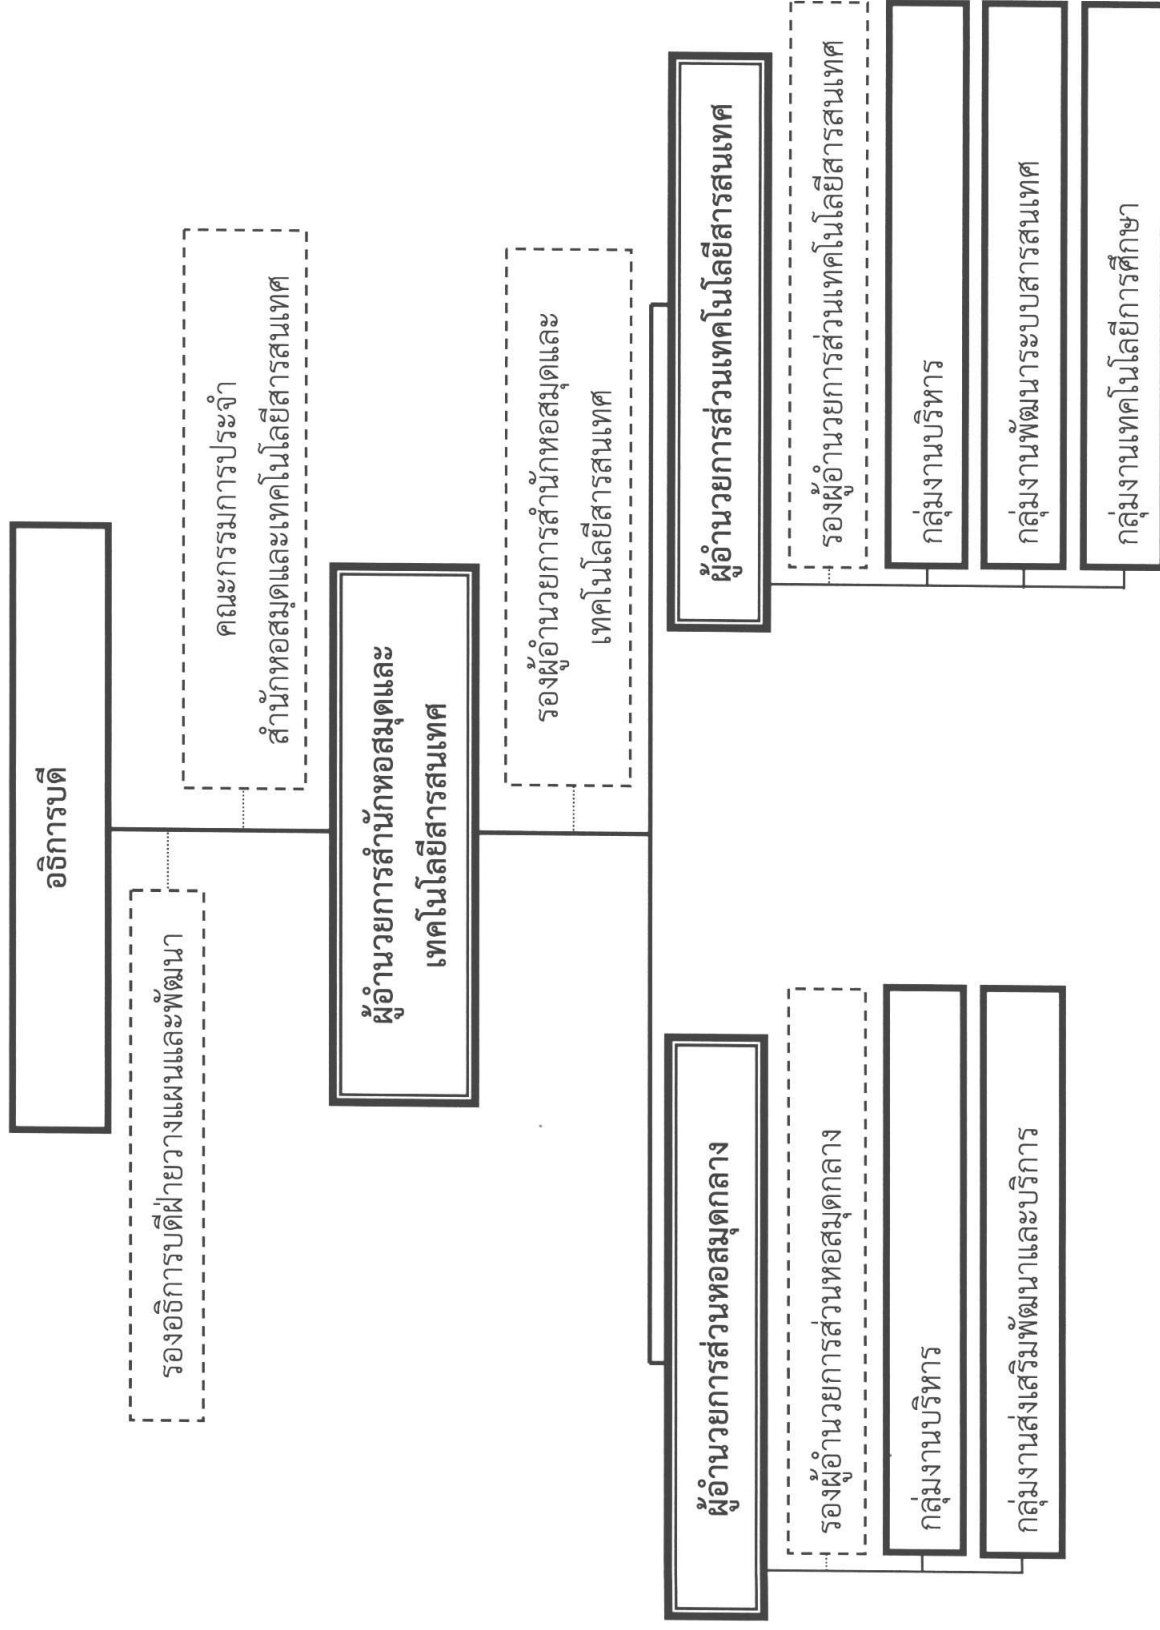 อธิการบดี
รองอธิการบดีฝ่ายวางแผนและพัฒนา
คณะกรรมการประจำ
สำนักหอสมุดและเทคโนโลยีสารสนเทศ
ผู้อำนวยการสำนักหอสมุดและ
เทคโนโลยีสารสนเทศ
รองผู้อำนวยการสำนักหอสมุดและ
เทคโนโลยีสารสนเทศ
ผู้อำนวยการส่วนหอสมุดกลาง
รองผู้อำนวยการส่วนหอสมุดกลาง
กลุ่มงานบริหาร
กลุ่มงานส่งเสริมพัฒนาและบริการ
ผู้อำนวยการส่วนเทคโนโลยีสารสนเทศ
รองผู้อำนวยการส่วนเทคโนโลยีสารสนเทศ
กลุ่มงานบริหาร
กลุ่มงานพัฒนาระบบสารสนเทศ
กลุ่มงานเทคโนโลยีการศึกษา